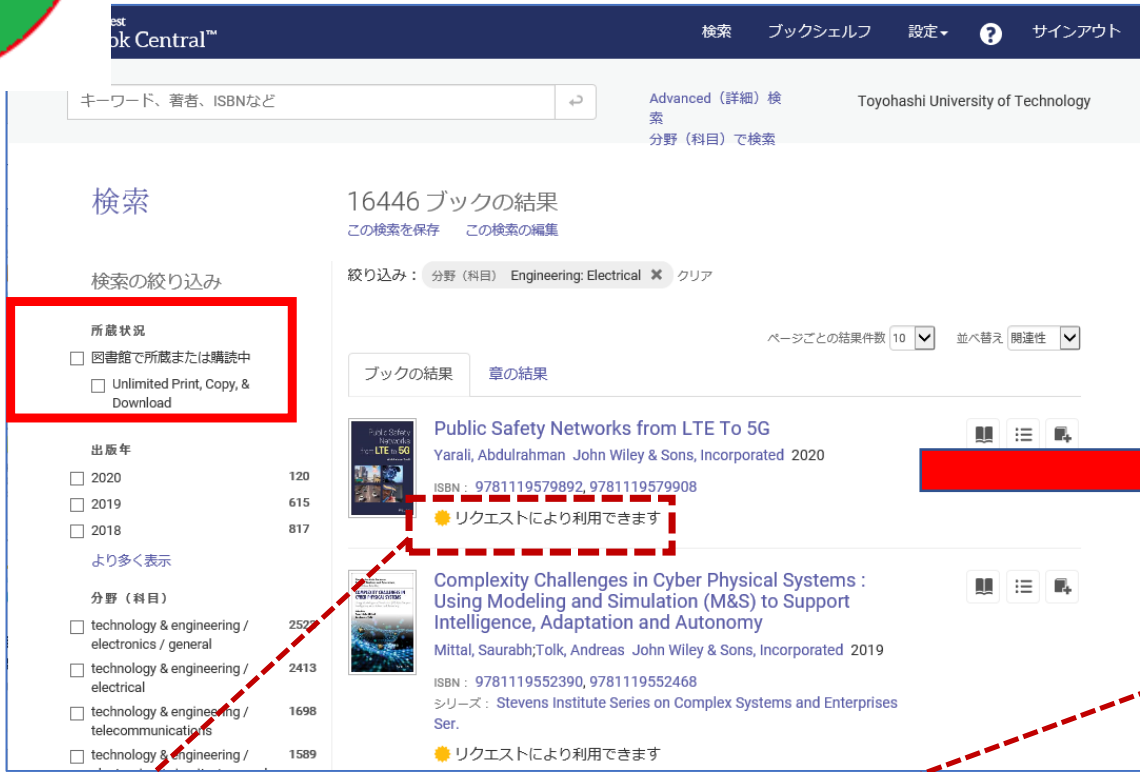 ok Central™
検索 ブックシェルフ 設定 ? サインアウト
キーワード、著者、ISBNなど
Advanced（詳細）検
索
分野（科目）で検索
Toyohashi University of Technology
検索
16446 ブックの結果
この検索を保存 この検索の編集
検索の絞り込み
絞り込み： 分野（科目） Engineering: Electrical ✖ クリア
所蔵状況
図書館で所蔵または購読中
Unlimited Print, Copy, &
Download
ページごとの結果件数 10 並べ替え 関連性
ブックの結果 章の結果
Public Safety Networks from LTE To 5G
Yarali, Abdulrahman John Wiley & Sons, Incorporated 2020
ISBN： 9781119579892, 9781119579908
リクエストにより利用できます
出版年
2020 120
2019 615
2018 817
より多く表示
分野（科目）
technology & engineering /
electronics / general
technology & engineering / 2413
electrical
technology & engineering / 1698
telecommunications
technology & engineering / 1589
Public Safety
Networks
from LTE to 5G
Complexity Challenges in Cyber Physical Systems :
Using Modeling and Simulation (M&S) to Support
Intelligence, Adaptation and Autonomy
Mittal, Saurabh;Tolk, Andreas John Wiley & Sons, Incorporated 2019
ISBN： 9781119552390, 9781119552468
シリーズ： Stevens Institute Series on Complex Systems and Enterprises
Ser.
リクエストにより利用できます